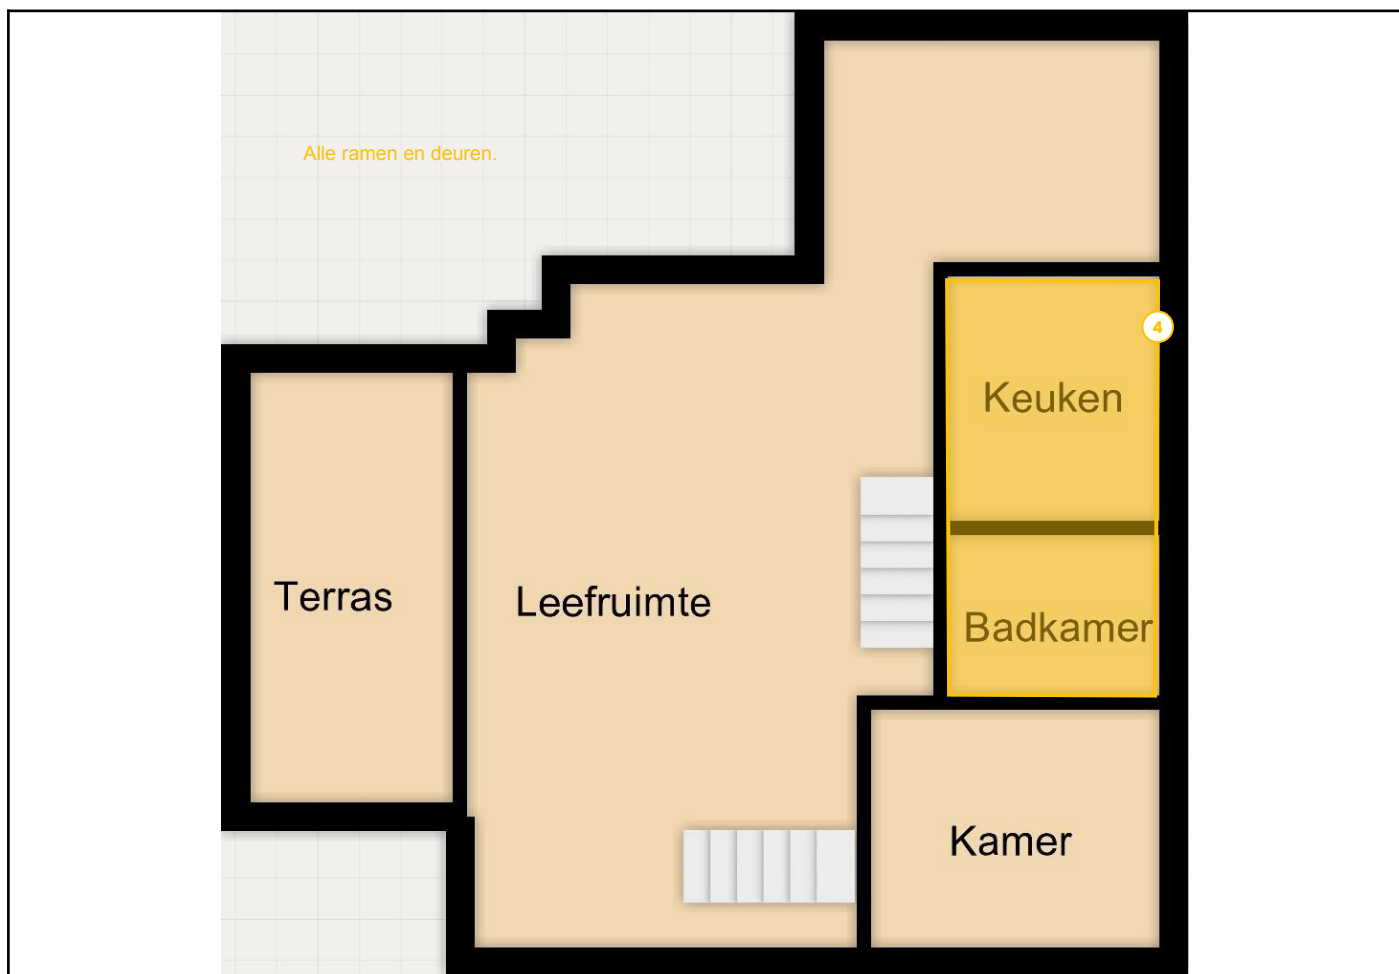 Alle ramen en deuren.
4
Keuken
Terras
Leefruimte
Badkamer
Kamer